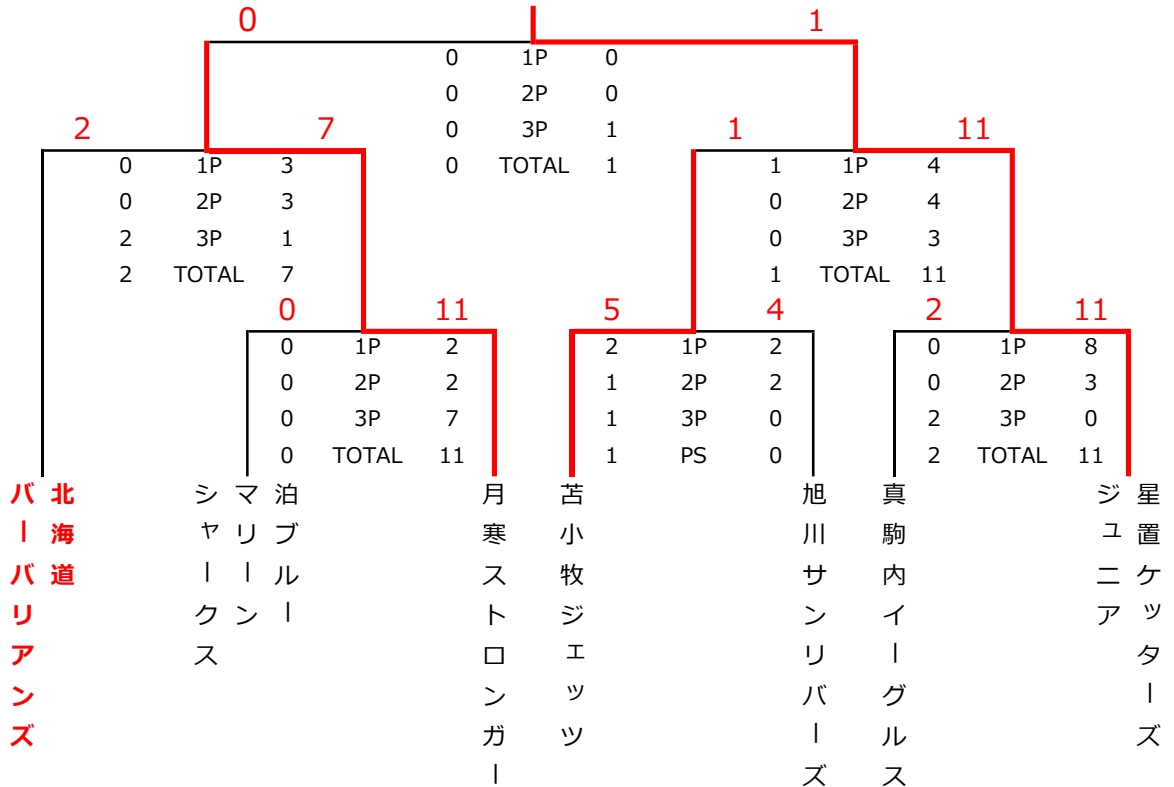 0 1
0 1P 0
0 2P 0
0 3P 1
0 TOTAL 1
2 7
0 1P 3
0 2P 3
2 3P 1
2 TOTAL 7
1 11
1 1P 4
0 2P 4
0 3P 3
1 TOTAL 11
0 11
0 1P 2
0 2P 2
0 3P 7
0 TOTAL 11
5 4
2 1P 2
1 2P 2
1 3P 0
1 PS 0
2 11
0 1P 8
0 2P 3
2 3P 0
2 TOTAL 11
北海道
バーバリアンズ
泊ブルー
マリーン
シャークス
月寒ストロンガー
苫小牧ジェッツ
旭川サンリバーズ
真駒内イーグルス
星置ケッターズ
ジュニア